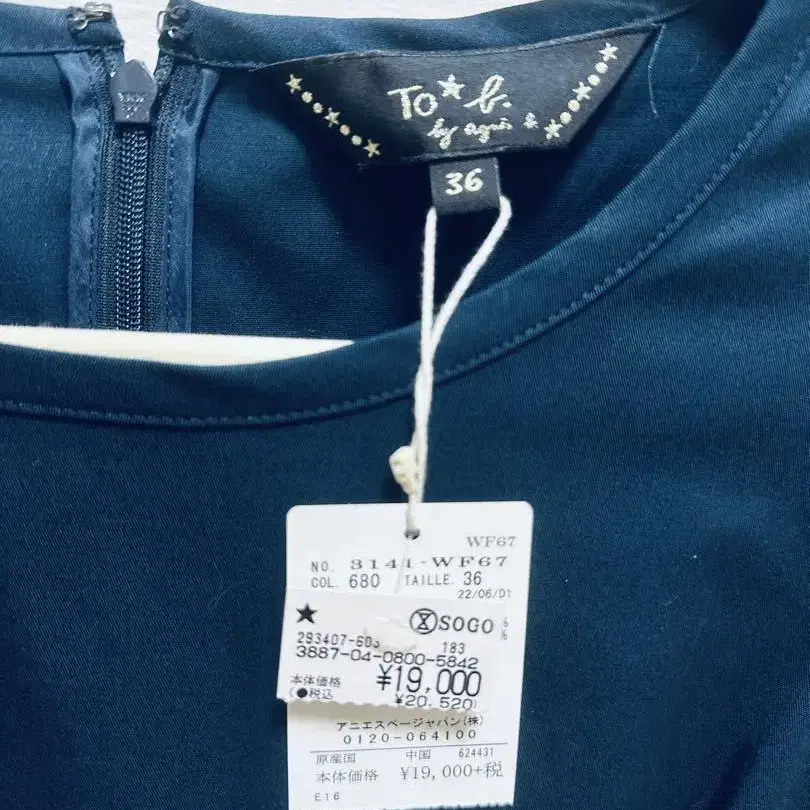 To★b.
by agnès b.
36
WF67
NO. 3141-WF67
COL. 680 TAILLE. 36
22/06/D1
★ SOGO
293407-603 183
3887-04-0800-5842
本体価格 ¥19,000
(●税込 ¥20,520)
アニエスベージャパン(株)
0120-064100
原産国 中国 624431
本体価格 ¥19,000+税
E16